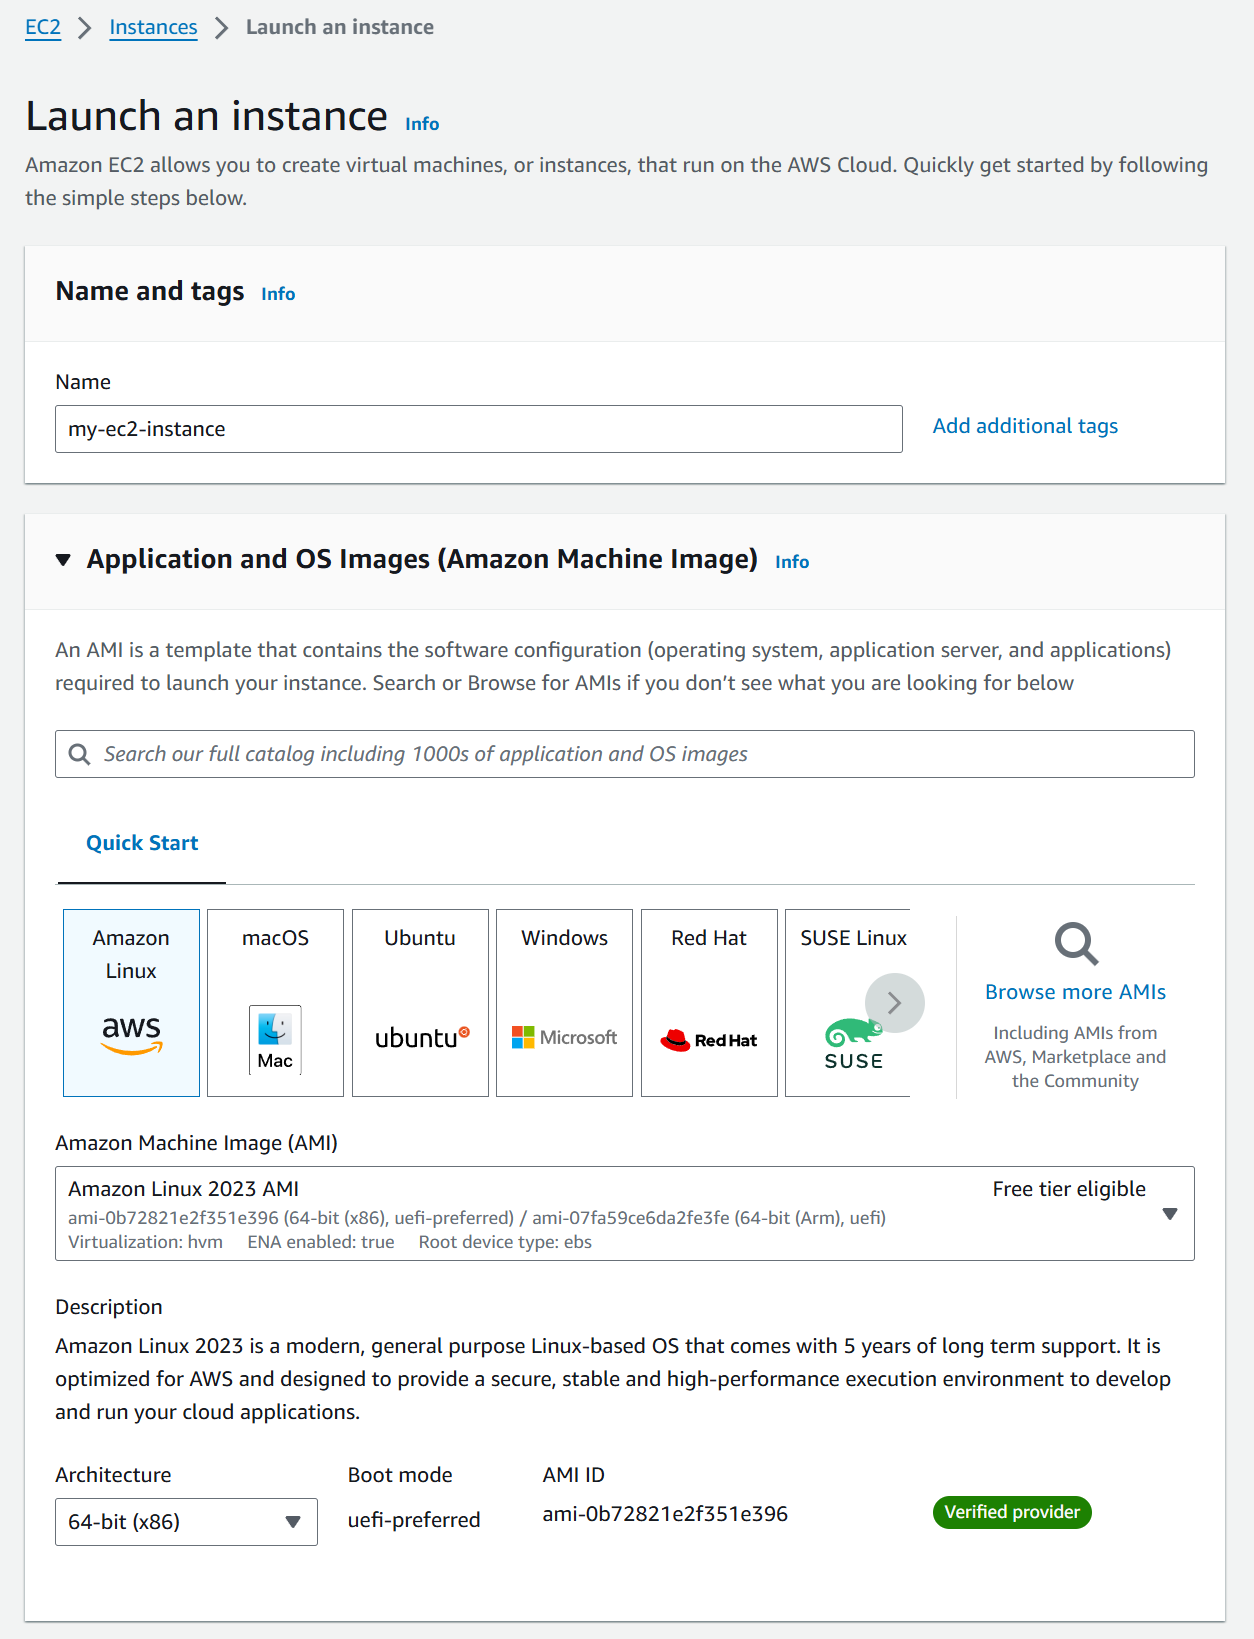 EC2 > Instances > Launch an instance
Launch an instance Info
Amazon EC2 allows you to create virtual machines, or instances, that run on the AWS Cloud. Quickly get started by following
the simple steps below.
Name and tags Info
Name
my-ec2-instance
Add additional tags
Application and OS Images (Amazon Machine Image) Info
An AMI is a template that contains the software configuration (operating system, application server, and applications)
required to launch your instance. Search or Browse for AMIs if you don’t see what you are looking for below
Search our full catalog including 1000s of application and OS images
Quick Start
Amazon
Linux
aws
macOS
Mac
Ubuntu
ubuntu
Windows
Microsoft
Red Hat
Red Hat
SUSE Linux
SUSE
Browse more AMIs
Including AMIs from
AWS, Marketplace and
the Community
Amazon Machine Image (AMI)
Amazon Linux 2023 AMI
Free tier eligible
ami-0b72821e2f351e396 (64-bit (x86), uefi-preferred) / ami-07fa59ce6da2fe3fe (64-bit (Arm), uefi)
Virtualization: hvm ENA enabled: true Root device type: ebs
Description
Amazon Linux 2023 is a modern, general purpose Linux-based OS that comes with 5 years of long term support. It is
optimized for AWS and designed to provide a secure, stable and high-performance execution environment to develop
and run your cloud applications.
Architecture
64-bit (x86)
Boot mode
uefi-preferred
AMI ID
ami-0b72821e2f351e396
Verified provider